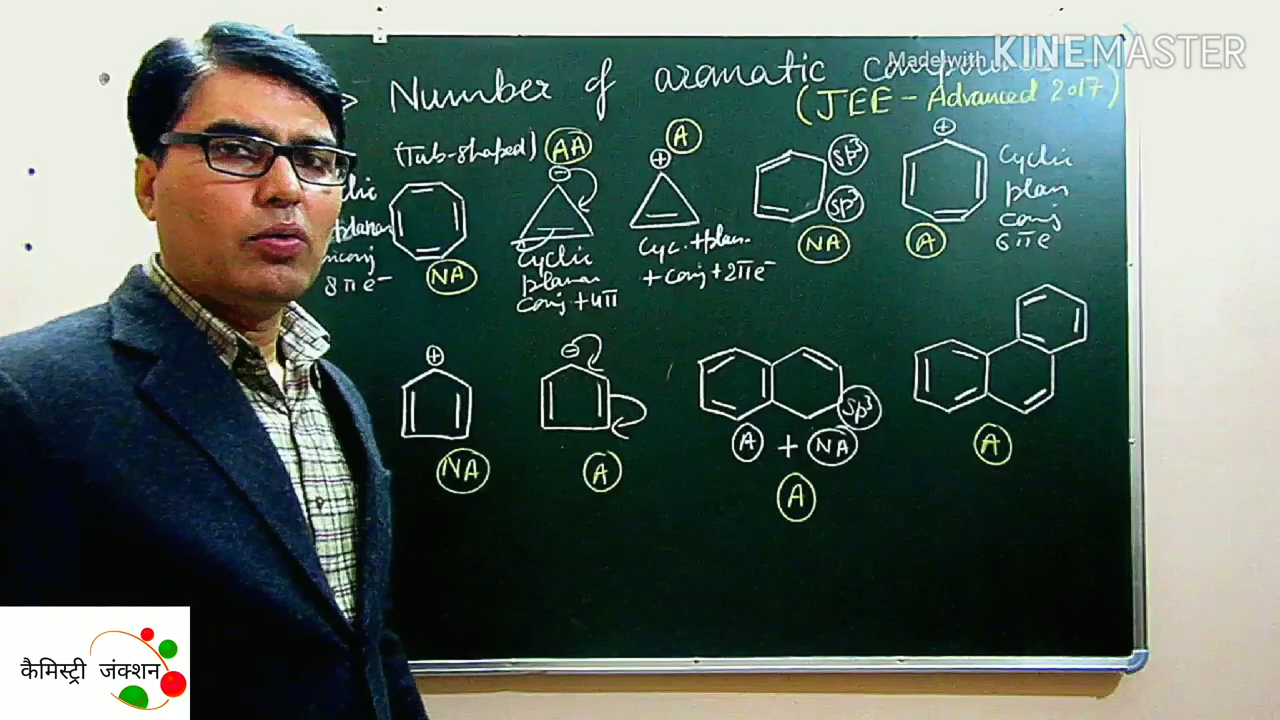 Made with KINEMASTER
Number of aromatic compounds
(JEE - Advanced 2017)
(Tub-shaped)
8πe⁻
NA
AA
⊖
Cyclic
planar
conj + 4π
A
⊕
Cyc. + plan.
+ conj + 2πe⁻
sp³
sp³
NA
⊕
Cyclic
plan
conj
6πe⁻
A
⊕
NA
⊖
A
sp³
A + NA
A
A
कैमिस्ट्री जंक्शन